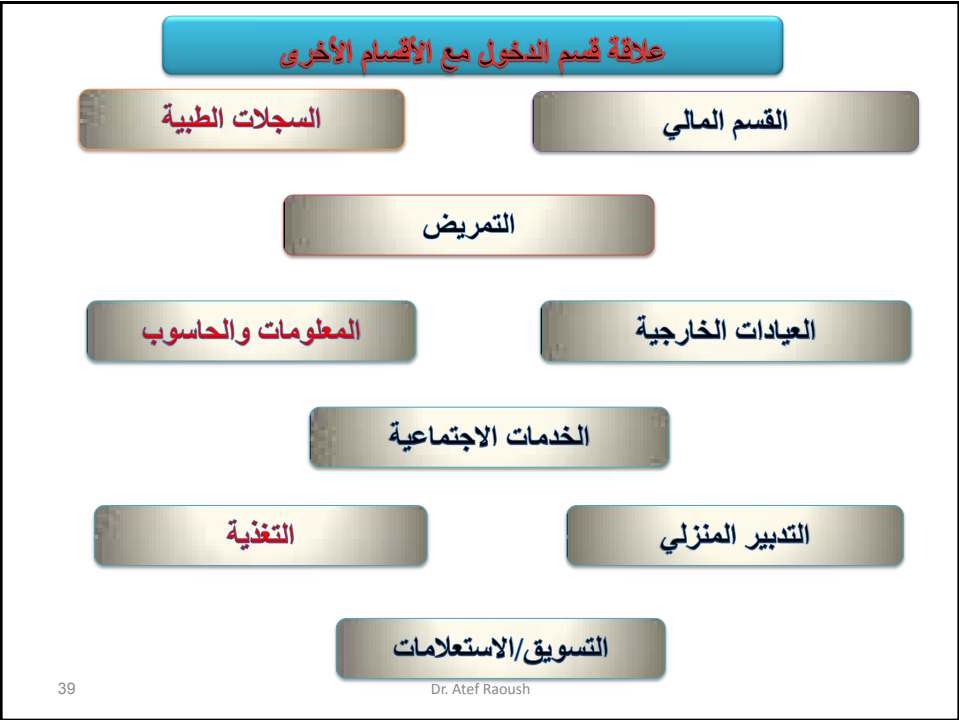 علاقة قسم الدخول مع الأقسام الأخرى
القسم المالي
السجلات الطبية
التمريض
العيادات الخارجية
المعلومات والحاسوب
الخدمات الاجتماعية
التدبير المنزلي
التغذية
التسويق/الاستعلامات
39
Dr. Atef Raoush